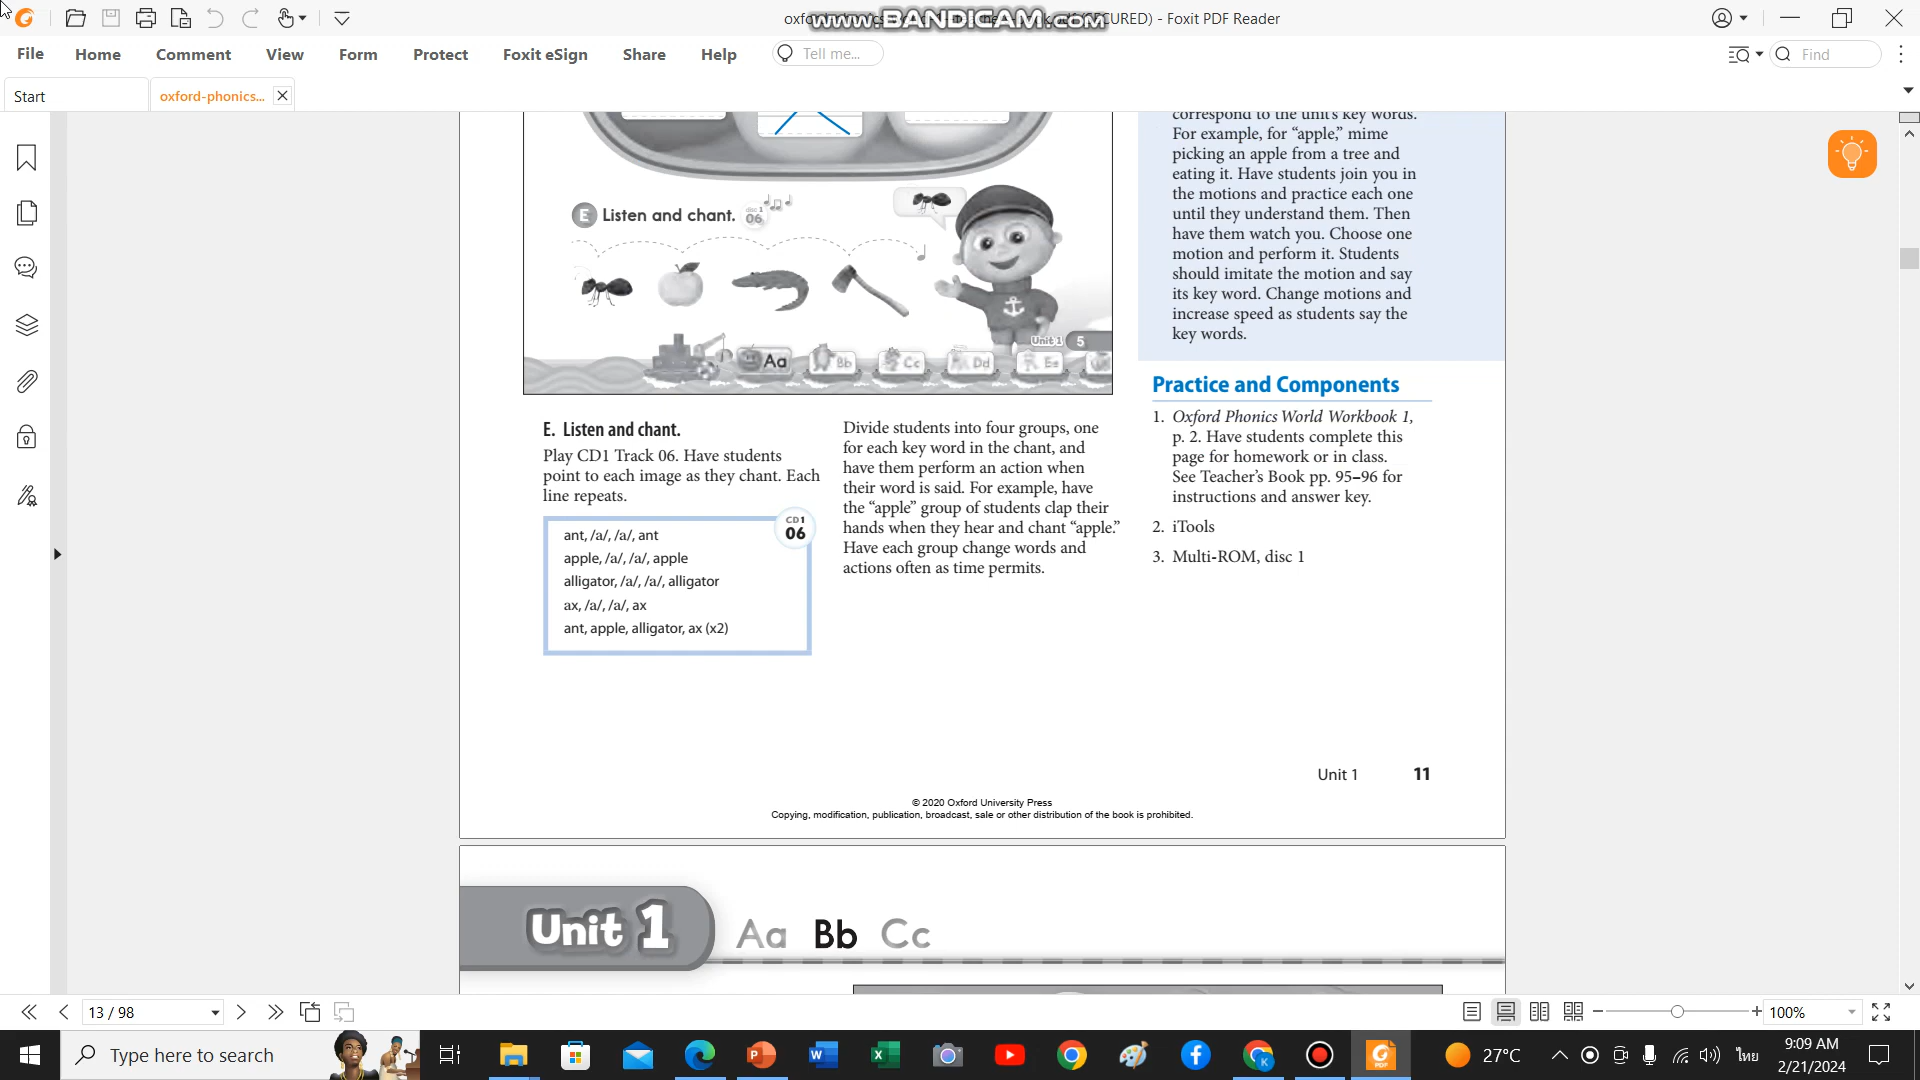 (SECURED) - Foxit PDF Reader
www.BANDICAM.com
File
Home
Comment
View
Form
Protect
Foxit eSign
Share
Help
Tell me...
Find
Start
oxford-phonics...
correspond to the unit's key words.
For example, for “apple,” mime
picking an apple from a tree and
eating it. Have students join you in
the motions and practice each one
until they understand them. Then
have them watch you. Choose one
motion and perform it. Students
should imitate the motion and say
its key word. Change motions and
increase speed as students say the
key words.
E Listen and chant.
disc 1
06
Unit 1 5
Aa
Bb
Cc
Dd
Ee
E. Listen and chant.
Play CD1 Track 06. Have students
point to each image as they chant. Each
line repeats.
CD1
06
ant, /a/, /a/, ant
apple, /a/, /a/, apple
alligator, /a/, /a/, alligator
ax, /a/, /a/, ax
ant, apple, alligator, ax (x2)
Divide students into four groups, one
for each key word in the chant, and
have them perform an action when
their word is said. For example, have
the “apple” group of students clap their
hands when they hear and chant “apple.”
Have each group change words and
actions often as time permits.
Practice and Components
1. Oxford Phonics World Workbook 1,
p. 2. Have students complete this
page for homework or in class.
See Teacher's Book pp. 95–96 for
instructions and answer key.
2. iTools
3. Multi-ROM, disc 1
Unit 1 11
© 2020 Oxford University Press
Copying, modification, publication, broadcast, sale or other distribution of the book is prohibited.
Unit 1 Aa Bb Cc
13 / 98
100%
Type here to search
27°C
ไทย
9:09 AM
2/21/2024